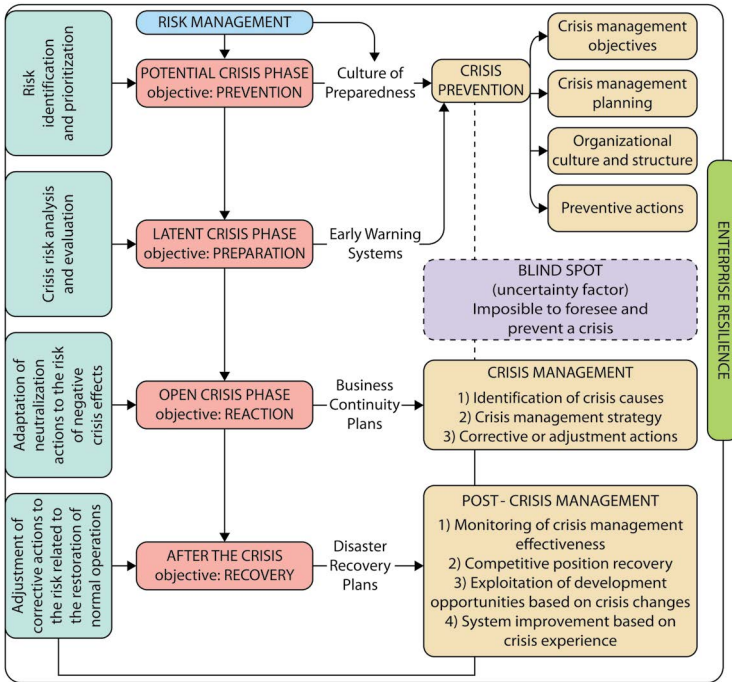 RISK MANAGEMENT
Risk
identification
and prioritization
POTENTIAL CRISIS PHASE
objective: PREVENTION
Culture of
Preparedness
CRISIS
PREVENTION
Crisis management
objectives
Crisis management
planning
Organizational
culture and structure
Preventive actions
Crisis risk analysis
and evaluation
LATENT CRISIS PHASE
objective: PREPARATION
Early Warning
Systems
BLIND SPOT
(uncertainty factor)
Imposible to foresee and
prevent a crisis
ENTERPRISE RESILIENCE
Adaptation of
neutralization
actions to the risk
of negative
crisis effects
OPEN CRISIS PHASE
objective: REACTION
Business
Continuity
Plans
CRISIS MANAGEMENT
1) Identification of crisis causes
2) Crisis management strategy
3) Corrective or adjustment actions
Adjustment of
corrective actions to
the risk related to
the restoration of
normal operations
AFTER THE CRISIS
objective: RECOVERY
Disaster
Recovery
Plans
POST - CRISIS MANAGEMENT
1) Monitoring of crisis management
effectiveness
2) Competitive position recovery
3) Exploitation of development
opportunities based on crisis changes
4) System improvement based on
crisis experience